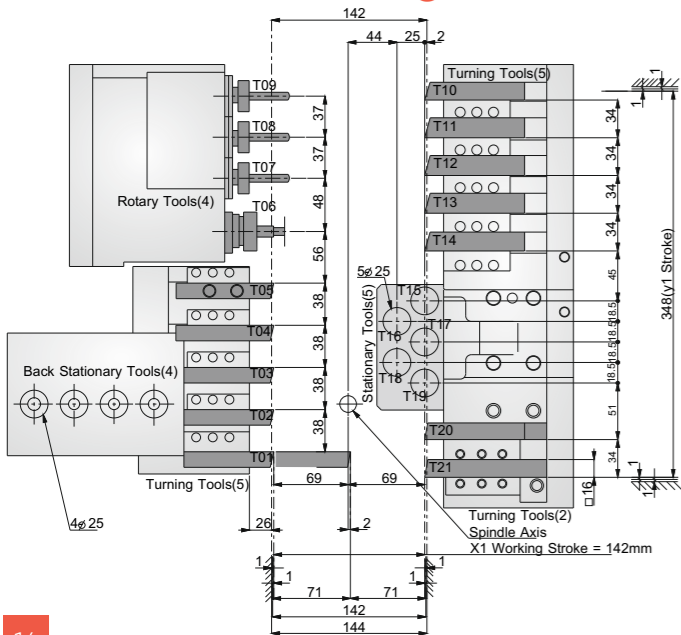 142
44
25
2
Turning Tools(5)
T09
T10
1
1
37
34
T08
T11
37
34
T07
T12
Rotary Tools(4)
48
34
T06
T13
34
T14
56
45
348(y1 Stroke)
5ø25
T05
T15
38
18.5
Stationary Tools(5)
T16
T17
T04
18.5
38
18.5
Back Stationary Tools(4)
T03
T18
18.5
38
T19
T02
51
38
T20
T01
T21
34
1
1
69
69
□16
Turning Tools(5)
4ø25
26
2
Turning Tools(2)
Spindle Axis
X1 Working Stroke = 142mm
1
1
1
1
71
71
142
144